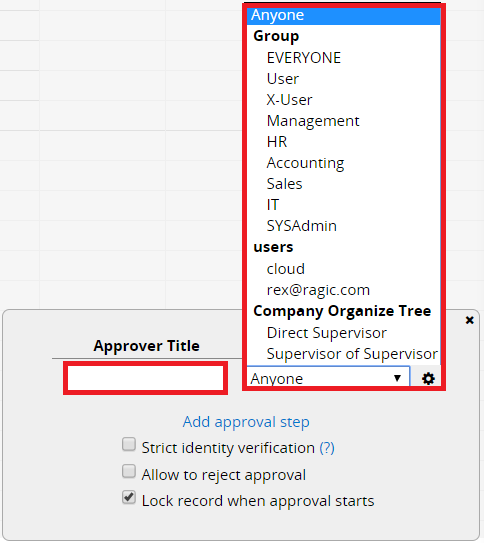 Anyone
Group
EVERYONE
User
X-User
Management
HR
Accounting
Sales
IT
SYSAdmin
users
cloud
rex@ragic.com
Company Organize Tree
Direct Supervisor
Supervisor of Supervisor
Approver Title
Anyone
Add approval step
Strict identity verification (?)
Allow to reject approval
Lock record when approval starts